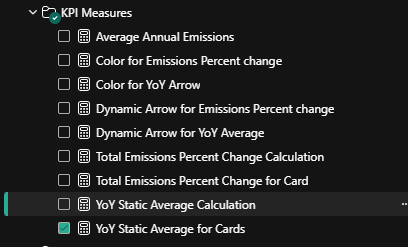 KPI Measures
Average Annual Emissions
Color for Emissions Percent change
Color for YoY Arrow
Dynamic Arrow for Emissions Percent change
Dynamic Arrow for YoY Average
Total Emissions Percent Change Calculation
Total Emissions Percent Change for Card
YoY Static Average Calculation
YoY Static Average for Cards